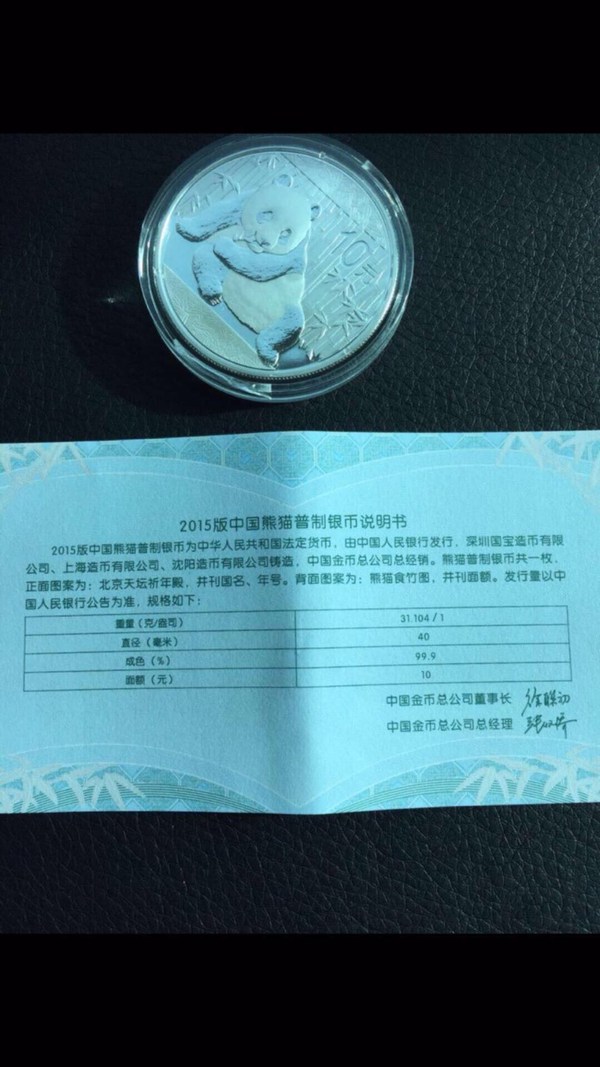 10元
2015版中国熊猫普制银币说明书
2015版中国熊猫普制银币为中华人民共和国法定货币，由中国人民银行发行，深圳国宝造币有限
公司、上海造币有限公司、沈阳造币有限公司铸造，中国金币总公司总经销。熊猫普制银币共一枚，
正面图案为：北京天坛祈年殿，并刊国名、年号。背面图案为：熊猫食竹图，并刊面额。发行量以中
国人民银行公告为准，规格如下：
重量（克/盎司） 31.104 / 1
直径（毫米） 40
成色（%） 99.9
面额（元） 10
中国金币总公司董事长
中国金币总公司总经理